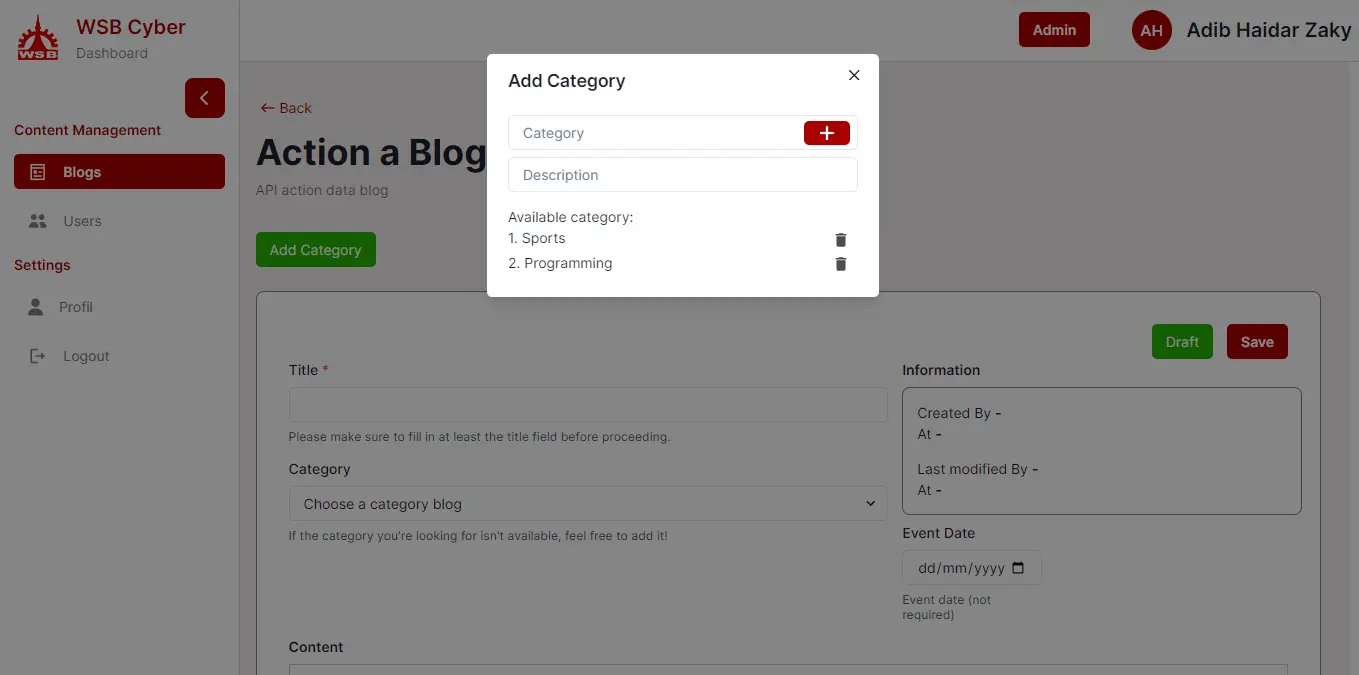 WSB
WSB Cyber
Dashboard
Admin
AH
Adib Haidar Zaky
Content Management
Blogs
Users
Settings
Profil
Logout
← Back
Action a Blog
API action data blog
Add Category
Add Category
Category
Description
Available category:
1. Sports
2. Programming
Draft
Save
Title *
Please make sure to fill in at least the title field before proceeding.
Category
Choose a category blog
If the category you're looking for isn't available, feel free to add it!
Information
Created By -
At -
Last modified By -
At -
Event Date
dd/mm/yyyy
Event date (not
required)
Content